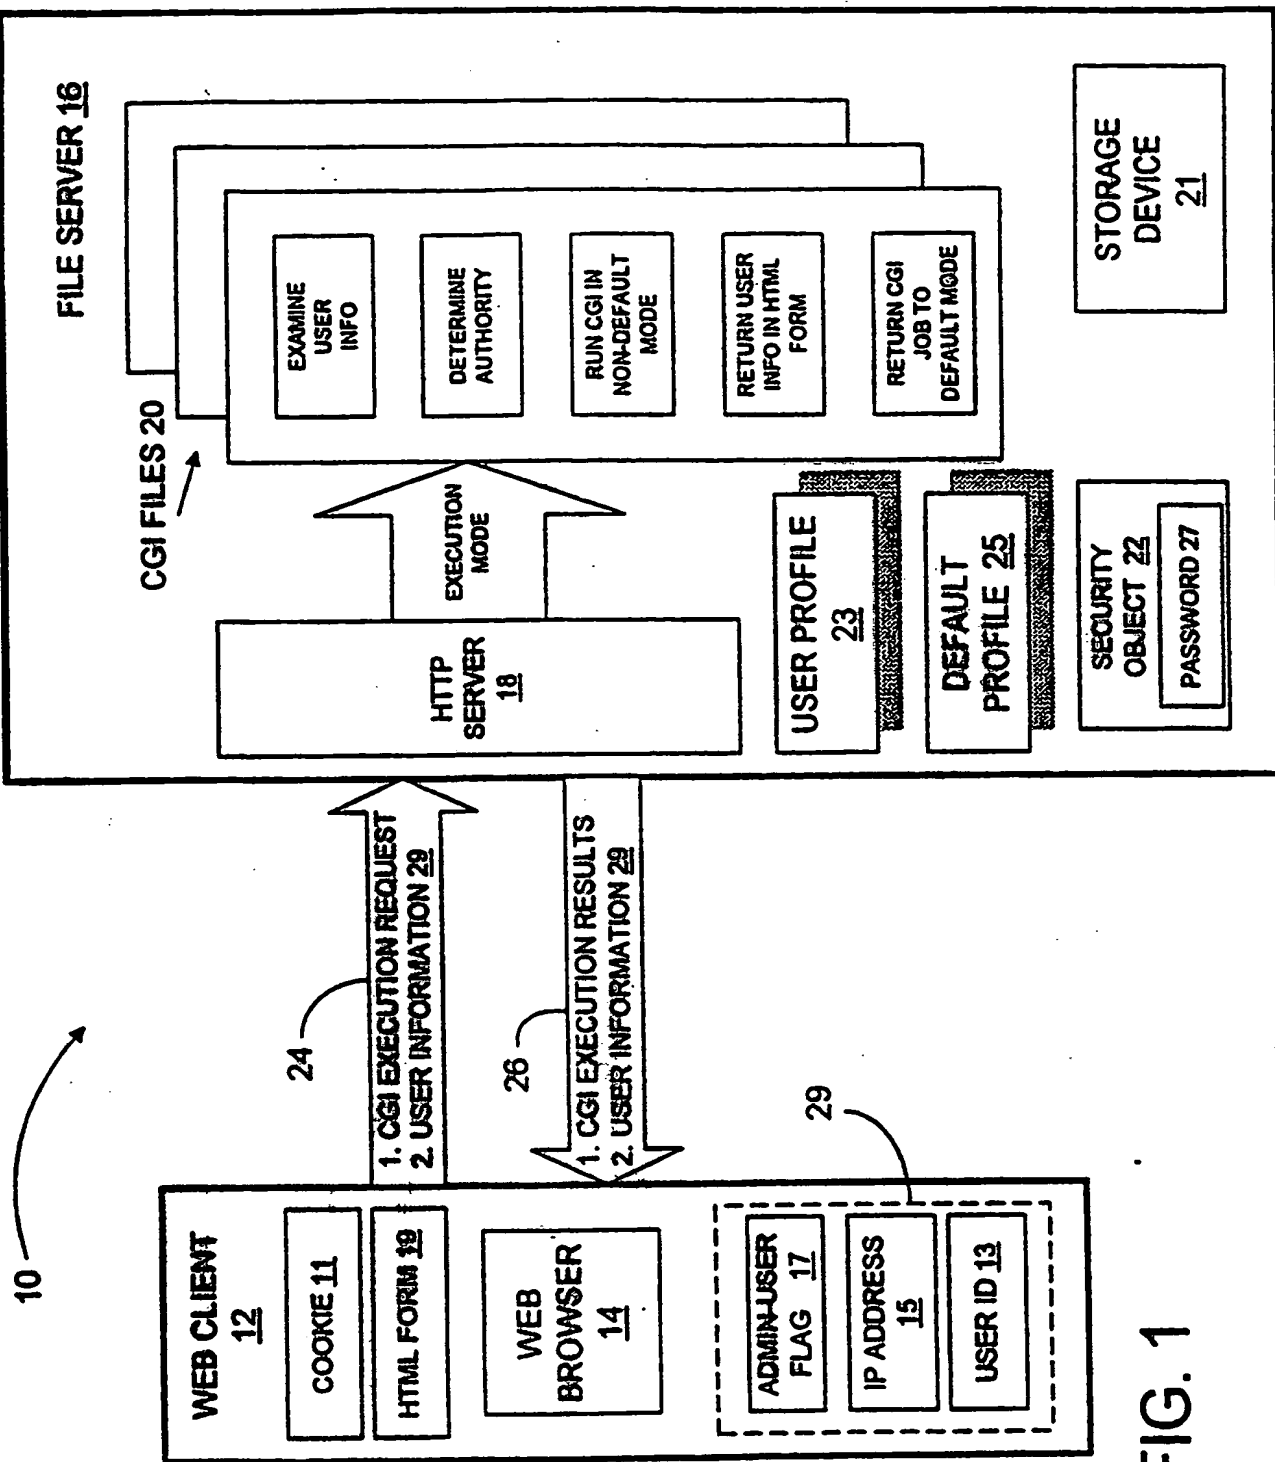 10
WEB CLIENT
12
COOKIE 11
HTML FORM 19
WEB
BROWSER
14
ADMIN-USER
FLAG 17
IP ADDRESS
15
USER ID 13
29
24
1. CGI EXECUTION REQUEST
2. USER INFORMATION 29
26
1. CGI EXECUTION RESULTS
2. USER INFORMATION 29
FILE SERVER 16
CGI FILES 20
HTTP
SERVER
18
EXECUTION
MODE
EXAMINE
USER
INFO
DETERMINE
AUTHORITY
RUN CGI IN
NON-DEFAULT
MODE
RETURN USER
INFO IN HTML
FORM
RETURN CGI
JOB TO
DEFAULT MODE
USER PROFILE
23
DEFAULT
PROFILE 25
SECURITY
OBJECT 22
PASSWORD 27
STORAGE
DEVICE
21
FIG. 1